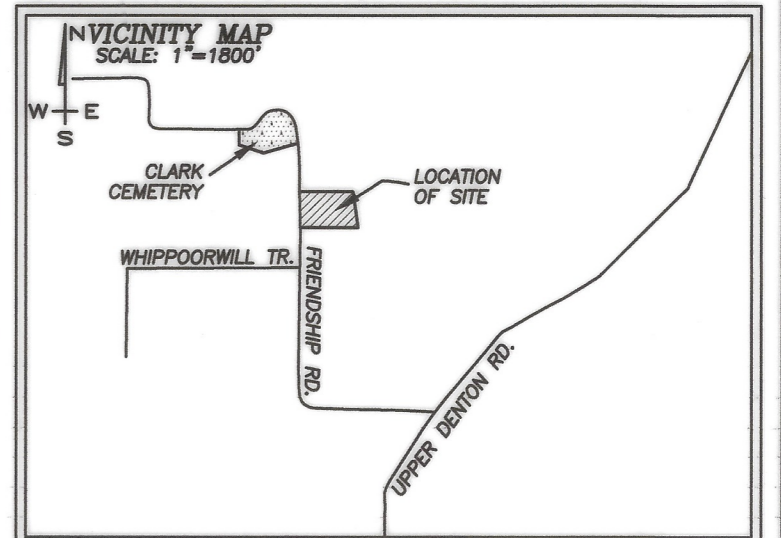 N
VICINITY MAP
SCALE: 1"=1800'
W E
S
CLARK
CEMETERY
LOCATION
OF SITE
WHIPPOORWILL TR.
FRIENDSHIP RD.
UPPER DENTON RD.